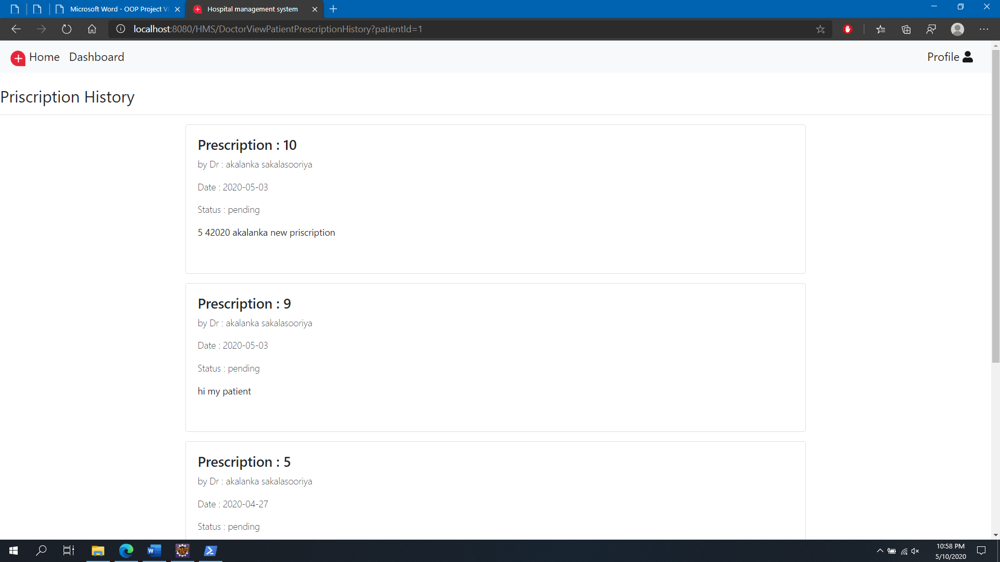 Microsoft Word - OOP Project V
Hospital management system
localhost:8080/HMS/DoctorViewPatientPrescriptionHistory?patientId=1
Home Dashboard Profile
Priscription History
Prescription : 10
by Dr : akalanka sakalasooriya
Date : 2020-05-03
Status : pending
5 42020 akalanka new priscription
Prescription : 9
by Dr : akalanka sakalasooriya
Date : 2020-05-03
Status : pending
hi my patient
Prescription : 5
by Dr : akalanka sakalasooriya
Date : 2020-04-27
Status : pending
10:58 PM
5/10/2020